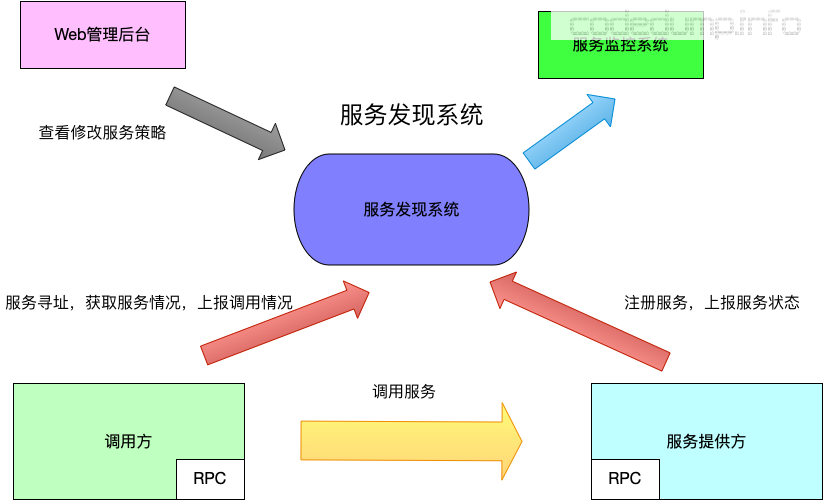 Web管理后台
服务监控系统
服务发现系统
查看修改服务策略
服务发现系统
服务寻址，获取服务情况，上报调用情况
注册服务，上报服务状态
调用服务
调用方
服务提供方
RPC
RPC